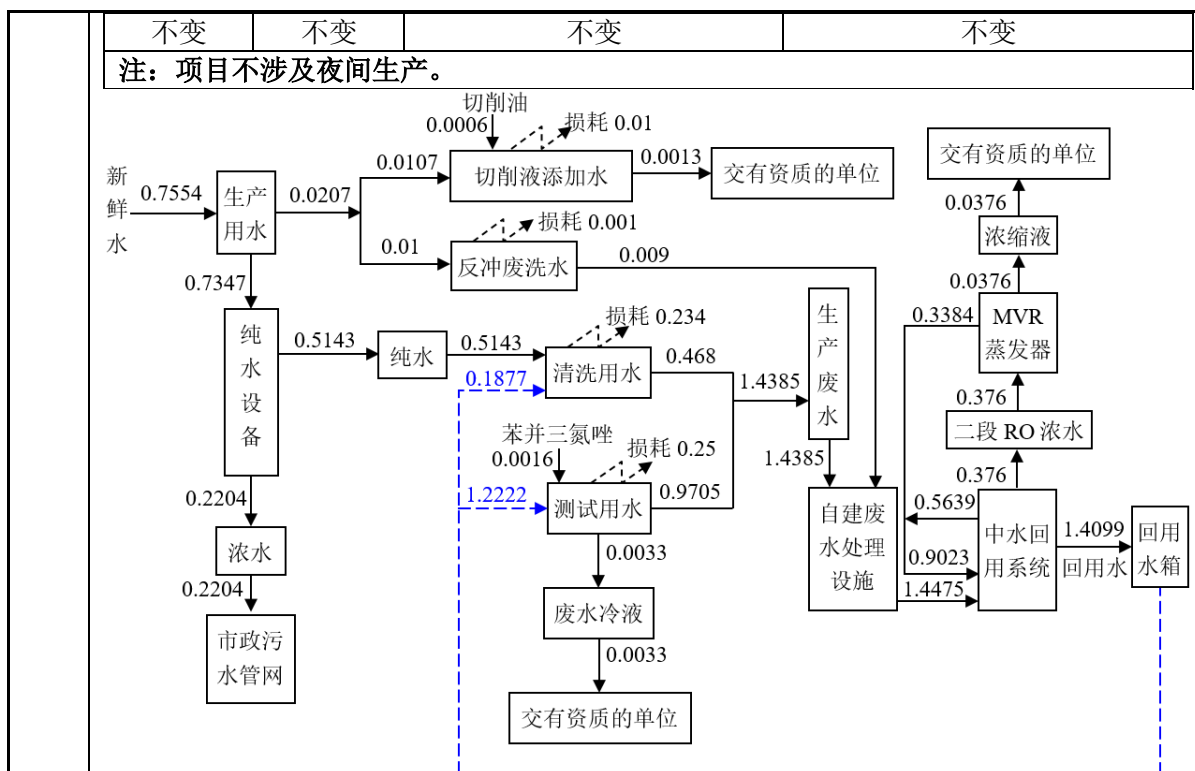 不变 不变 不变 不变
注：项目不涉及夜间生产。
切削油
0.0006
损耗 0.01
0.0107
切削液添加水
0.0013
交有资质的单位
新鲜水
0.7554
生产用水
0.0207
0.01
损耗 0.001
反冲废洗水
0.009
0.7347
纯水设备
0.5143
纯水
0.5143
损耗 0.234
清洗用水
0.468
0.1877
1.4385
生产废水
苯并三氮唑
0.0016
损耗 0.25
1.2222
测试用水
0.9705
1.4385
0.2204
浓水
0.2204
市政污水管网
0.0033
废水冷液
0.0033
交有资质的单位
自建废水处理设施
1.4475
交有资质的单位
0.0376
浓缩液
0.0376
0.3384
MVR
蒸发器
0.376
二段 RO 浓水
0.376
0.5639
0.9023
中水回用系统
1.4099
回用水
回用水箱